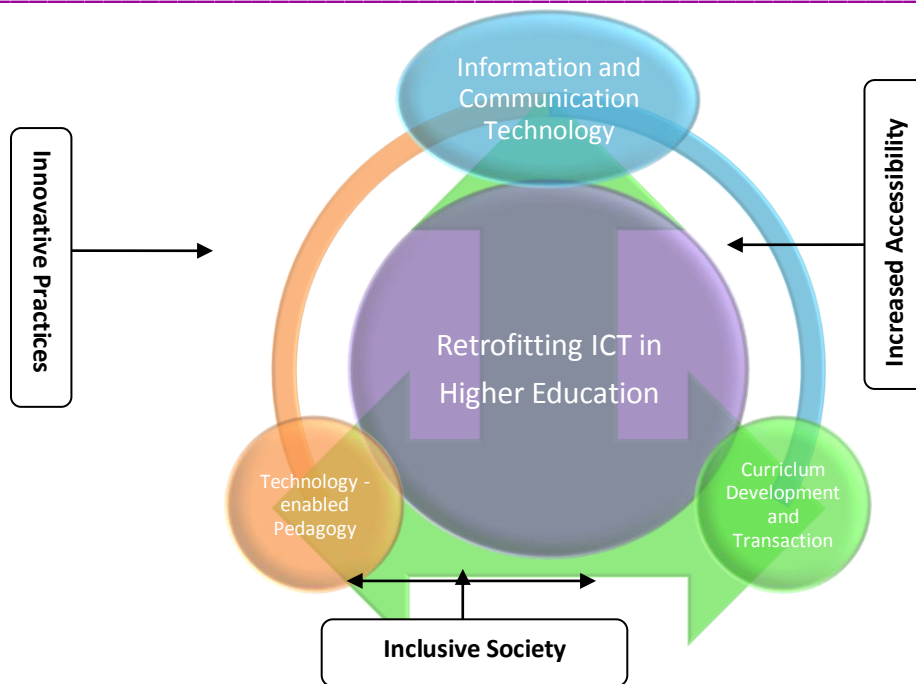 Information and
Communication
Technology
Innovative Practices
Increased Accessibility
Retrofitting ICT in
Higher Education
Technology -
enabled
Pedagogy
Curriclum
Development
and
Transaction
Inclusive Society